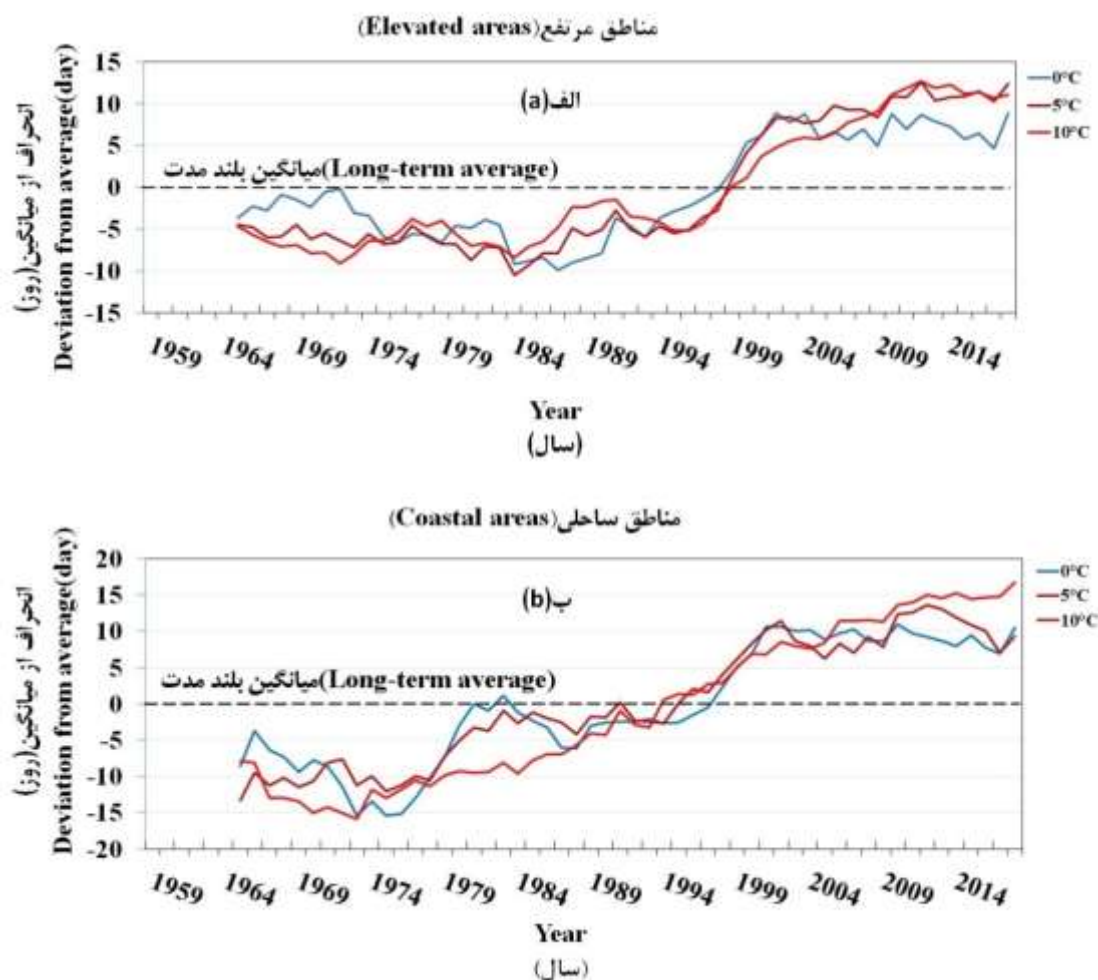 مناطق مرتفع(Elevated areas)
انحراف از میانگین(روز)
Deviation from average(day)
15
10
5
0
-5
-10
-15
الف(a)
میانگین بلند مدت(Long-term average)
0°C
5°C
10°C
1959 1964 1969 1974 1979 1984 1989 1994 1999 2004 2009 2014
Year
(سال)
مناطق ساحلی(Coastal areas)
انحراف از میانگین(روز)
Deviation from average(day)
20
15
10
5
0
-5
-10
-15
-20
ب(b)
میانگین بلند مدت(Long-term average)
0°C
5°C
10°C
1959 1964 1969 1974 1979 1984 1989 1994 1999 2004 2009 2014
Year
(سال)